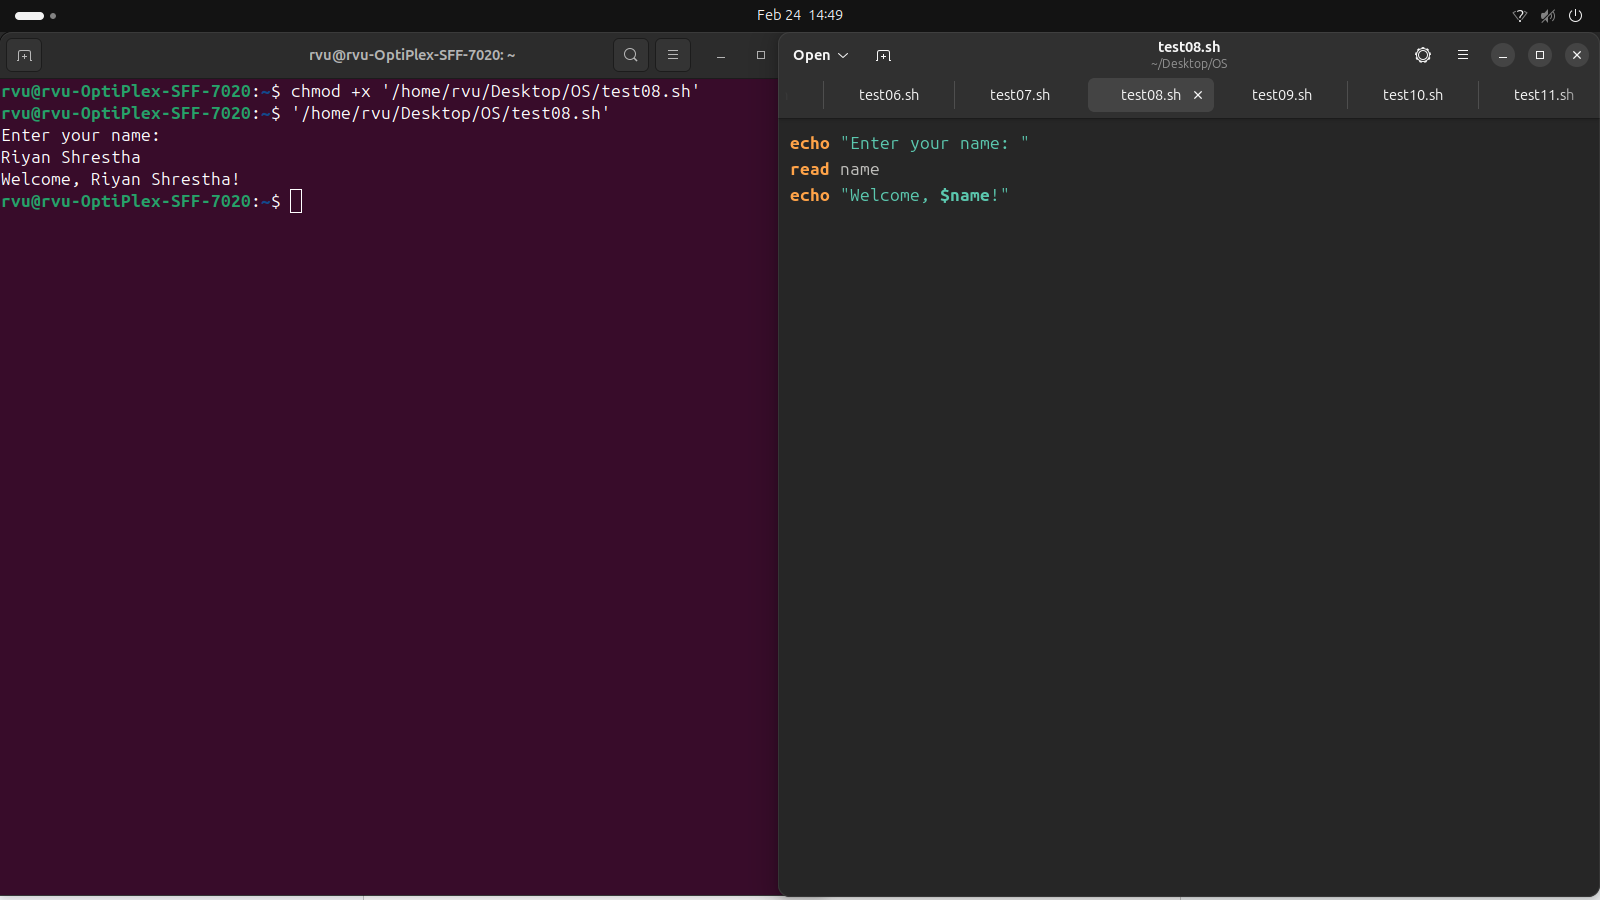 Feb 24 14:49
rvu@rvu-OptiPlex-SFF-7020: ~
rvu@rvu-OptiPlex-SFF-7020:~$ chmod +x '/home/rvu/Desktop/OS/test08.sh'
rvu@rvu-OptiPlex-SFF-7020:~$ '/home/rvu/Desktop/OS/test08.sh'
Enter your name:
Riyan Shrestha
Welcome, Riyan Shrestha!
rvu@rvu-OptiPlex-SFF-7020:~$
Open
test08.sh
~/Desktop/OS
test06.sh
test07.sh
test08.sh
test09.sh
test10.sh
test11.sh
echo "Enter your name: "
read name
echo "Welcome, $name!"